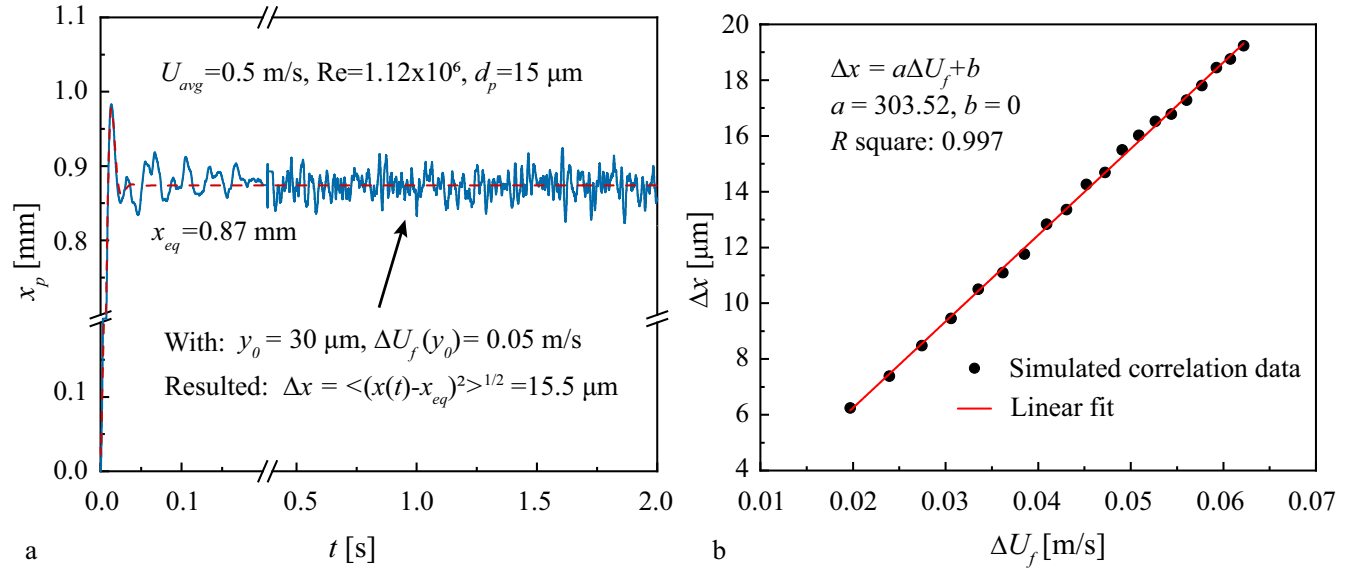 1.1
1.0
0.9
0.8
0.1
0.0
x_p [mm]
U_avg=0.5 m/s, Re=1.12x10⁶, d_p=15 μm
x_eq=0.87 mm
With: y_0 = 30 μm, ΔU_f(y_0)= 0.05 m/s
Resulted: Δx = <(x(t)-x_eq)²>^1/2 =15.5 μm
0.0 0.1 0.5 1.0 1.5 2.0
t [s]
a
20
18
16
14
12
10
8
6
4
Δx [μm]
Δx = aΔU_f+b
a = 303.52, b = 0
R square: 0.997
Simulated correlation data
Linear fit
0.01 0.02 0.03 0.04 0.05 0.06 0.07
ΔU_f [m/s]
b